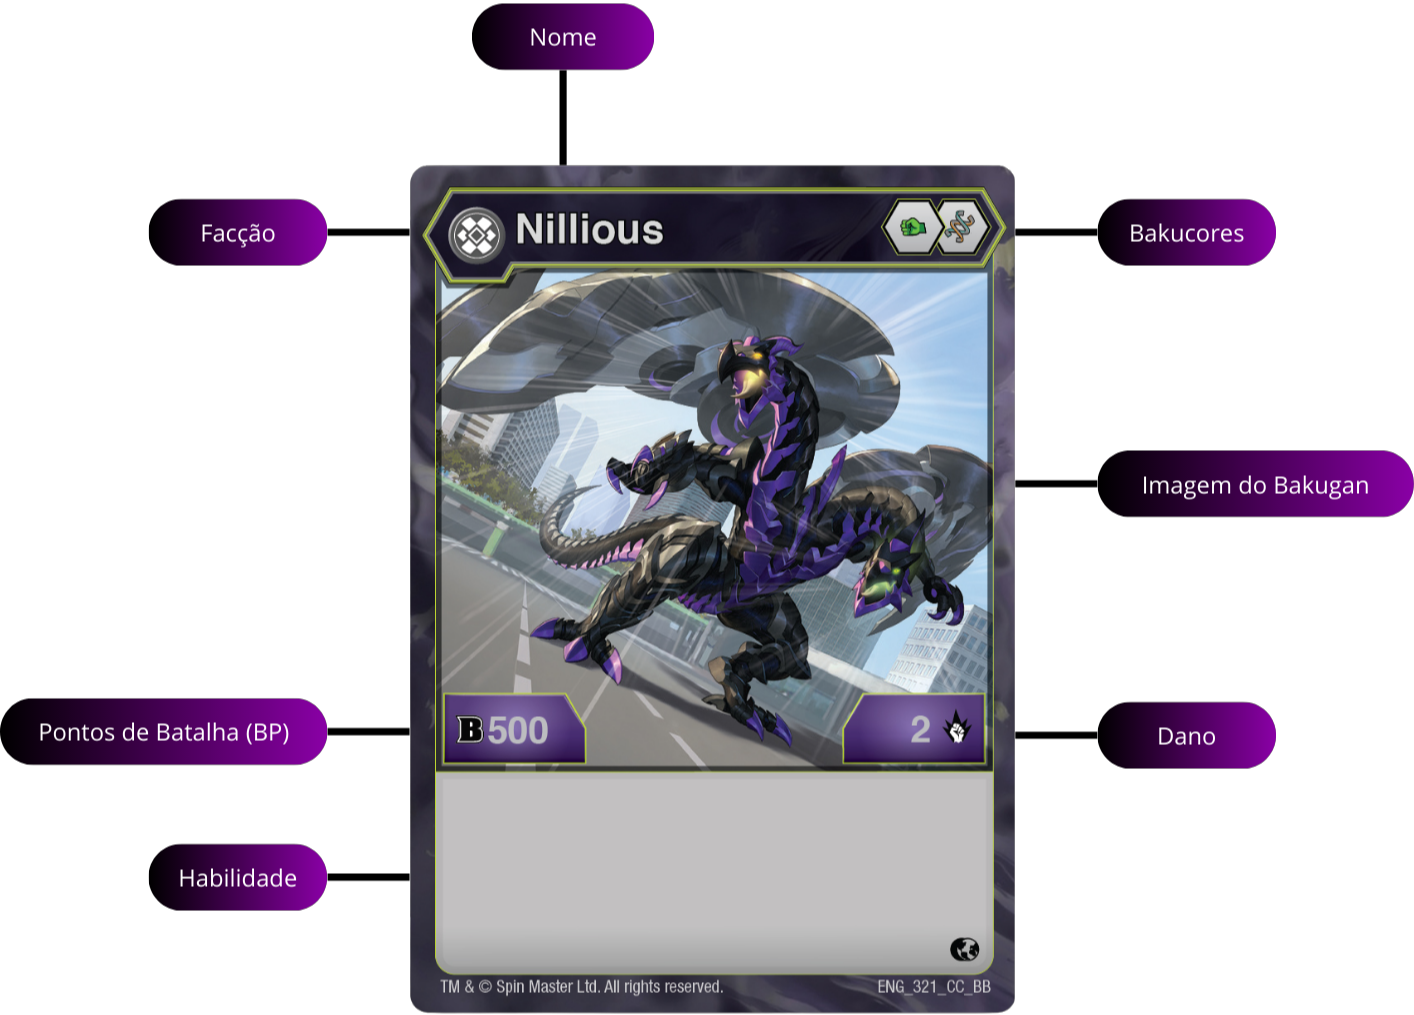 Nome
Facção
Nillious
Bakucores
Imagem do Bakugan
Pontos de Batalha (BP)
B 500
2
Dano
Habilidade
TM & © Spin Master Ltd. All rights reserved.
ENG_321_CC_BB